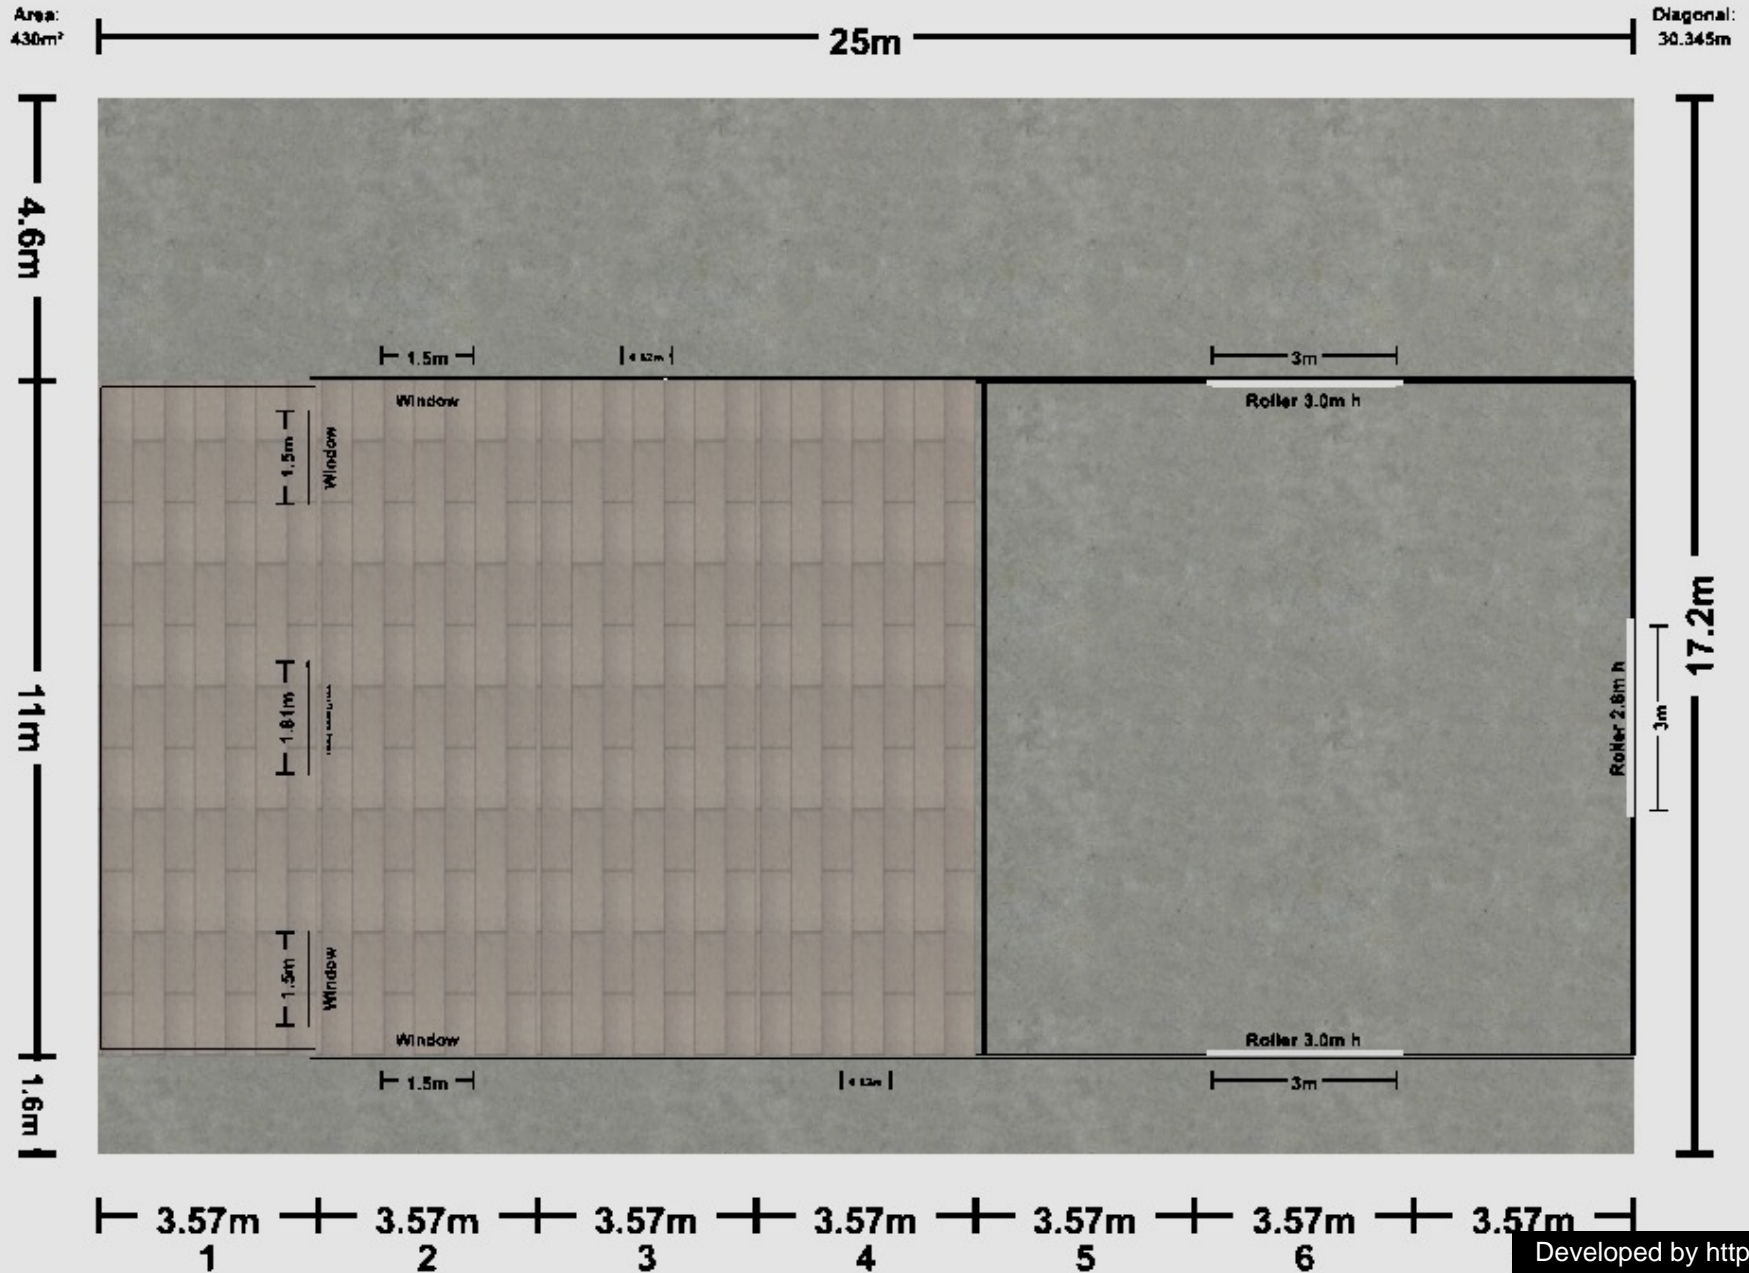 Area:
430m²
25m
Diagonal:
30.345m
4.6m
11m
1.6m
17.2m
1.5m
3m
Window
Roller 3.0m h
1.5m
Window
1.81m
Roller 2.8m h
3m
1.5m
Window
Window
Roller 3.0m h
1.5m
3m
3.57m 3.57m 3.57m 3.57m 3.57m 3.57m 3.57m
1 2 3 4 5 6
Developed by http